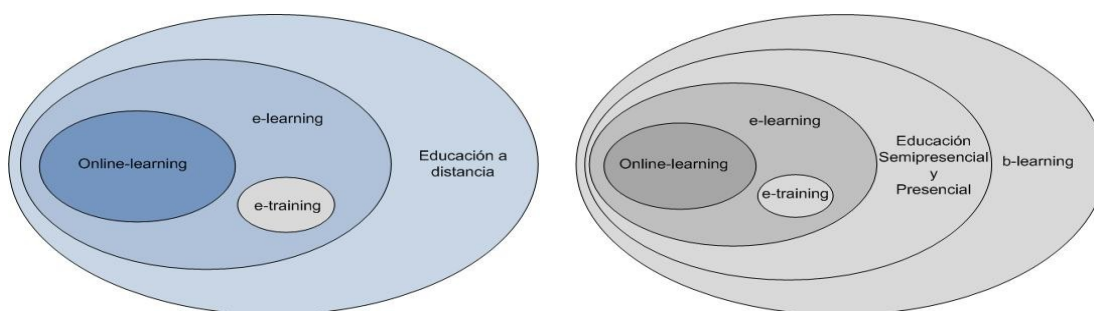 e-learning
Online-learning
Educación a
distancia
e-training
e-learning
Online-learning
Educación
Semipresencial
y
Presencial
b-learning
e-training